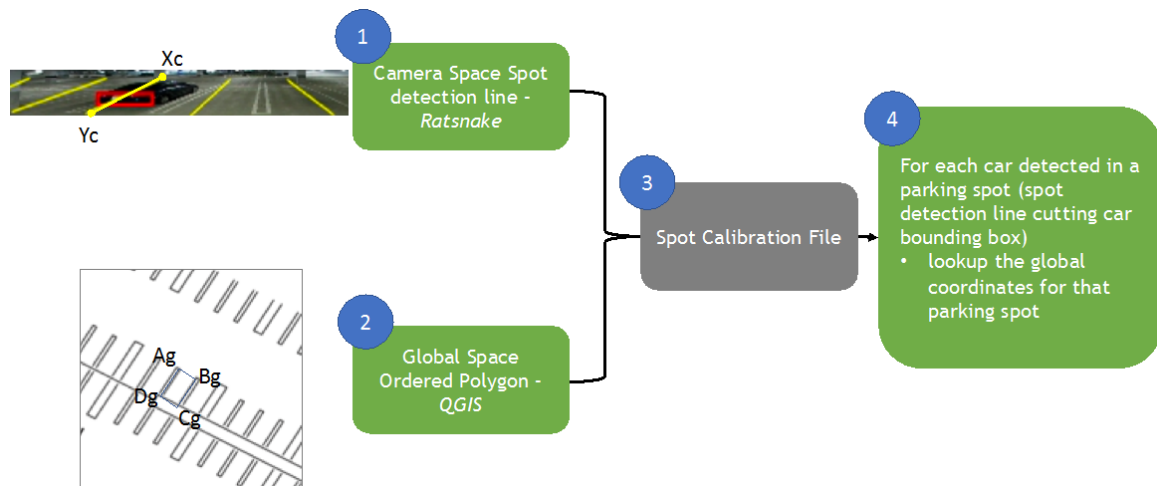 Xc
Yc
1
Camera Space Spot
detection line -
Ratsnake
Ag
Bg
Dg
Cg
2
Global Space
Ordered Polygon -
QGIS
3
Spot Calibration File
4
For each car detected in a
parking spot (spot
detection line cutting car
bounding box)
• lookup the global
coordinates for that
parking spot